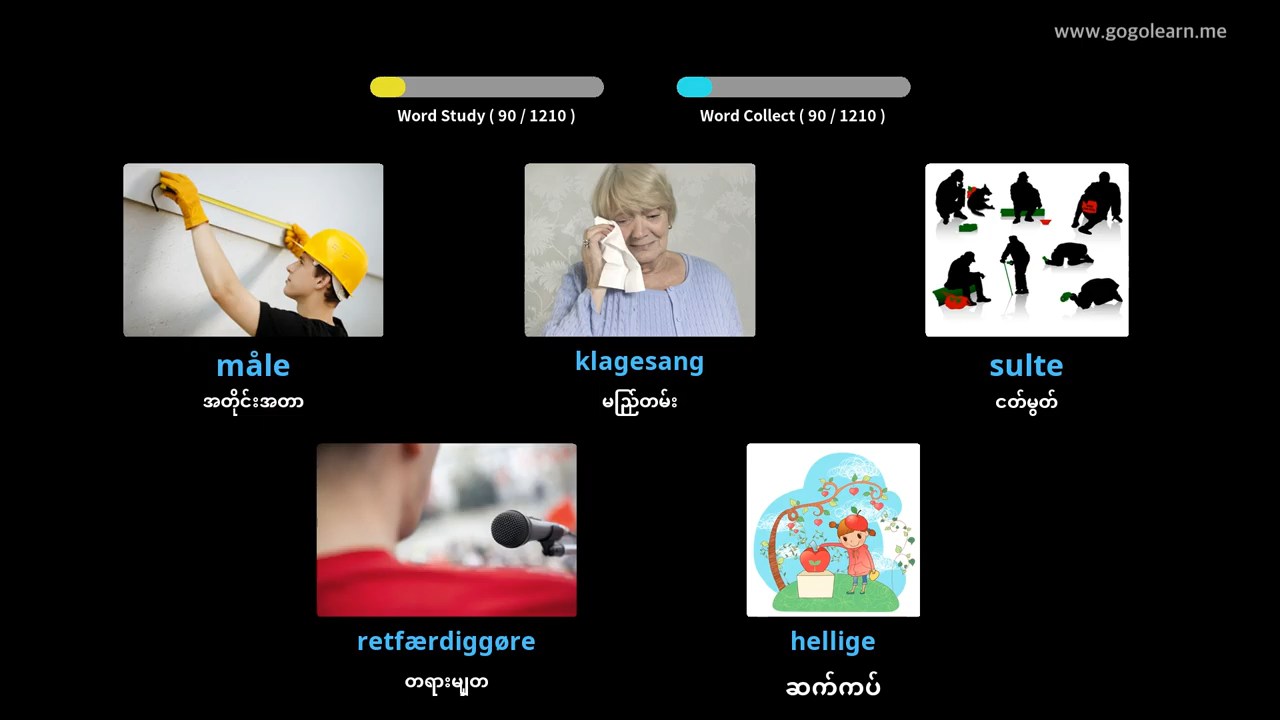 www.gogolearn.me
Word Study ( 90 / 1210 )
Word Collect ( 90 / 1210 )
måle
အတိုင်းအတာ
klagesang
မည်တမ်း
sulte
ငတ်မွတ်
retfærdiggøre
တရားမျှတ
hellige
ဆက်ကပ်